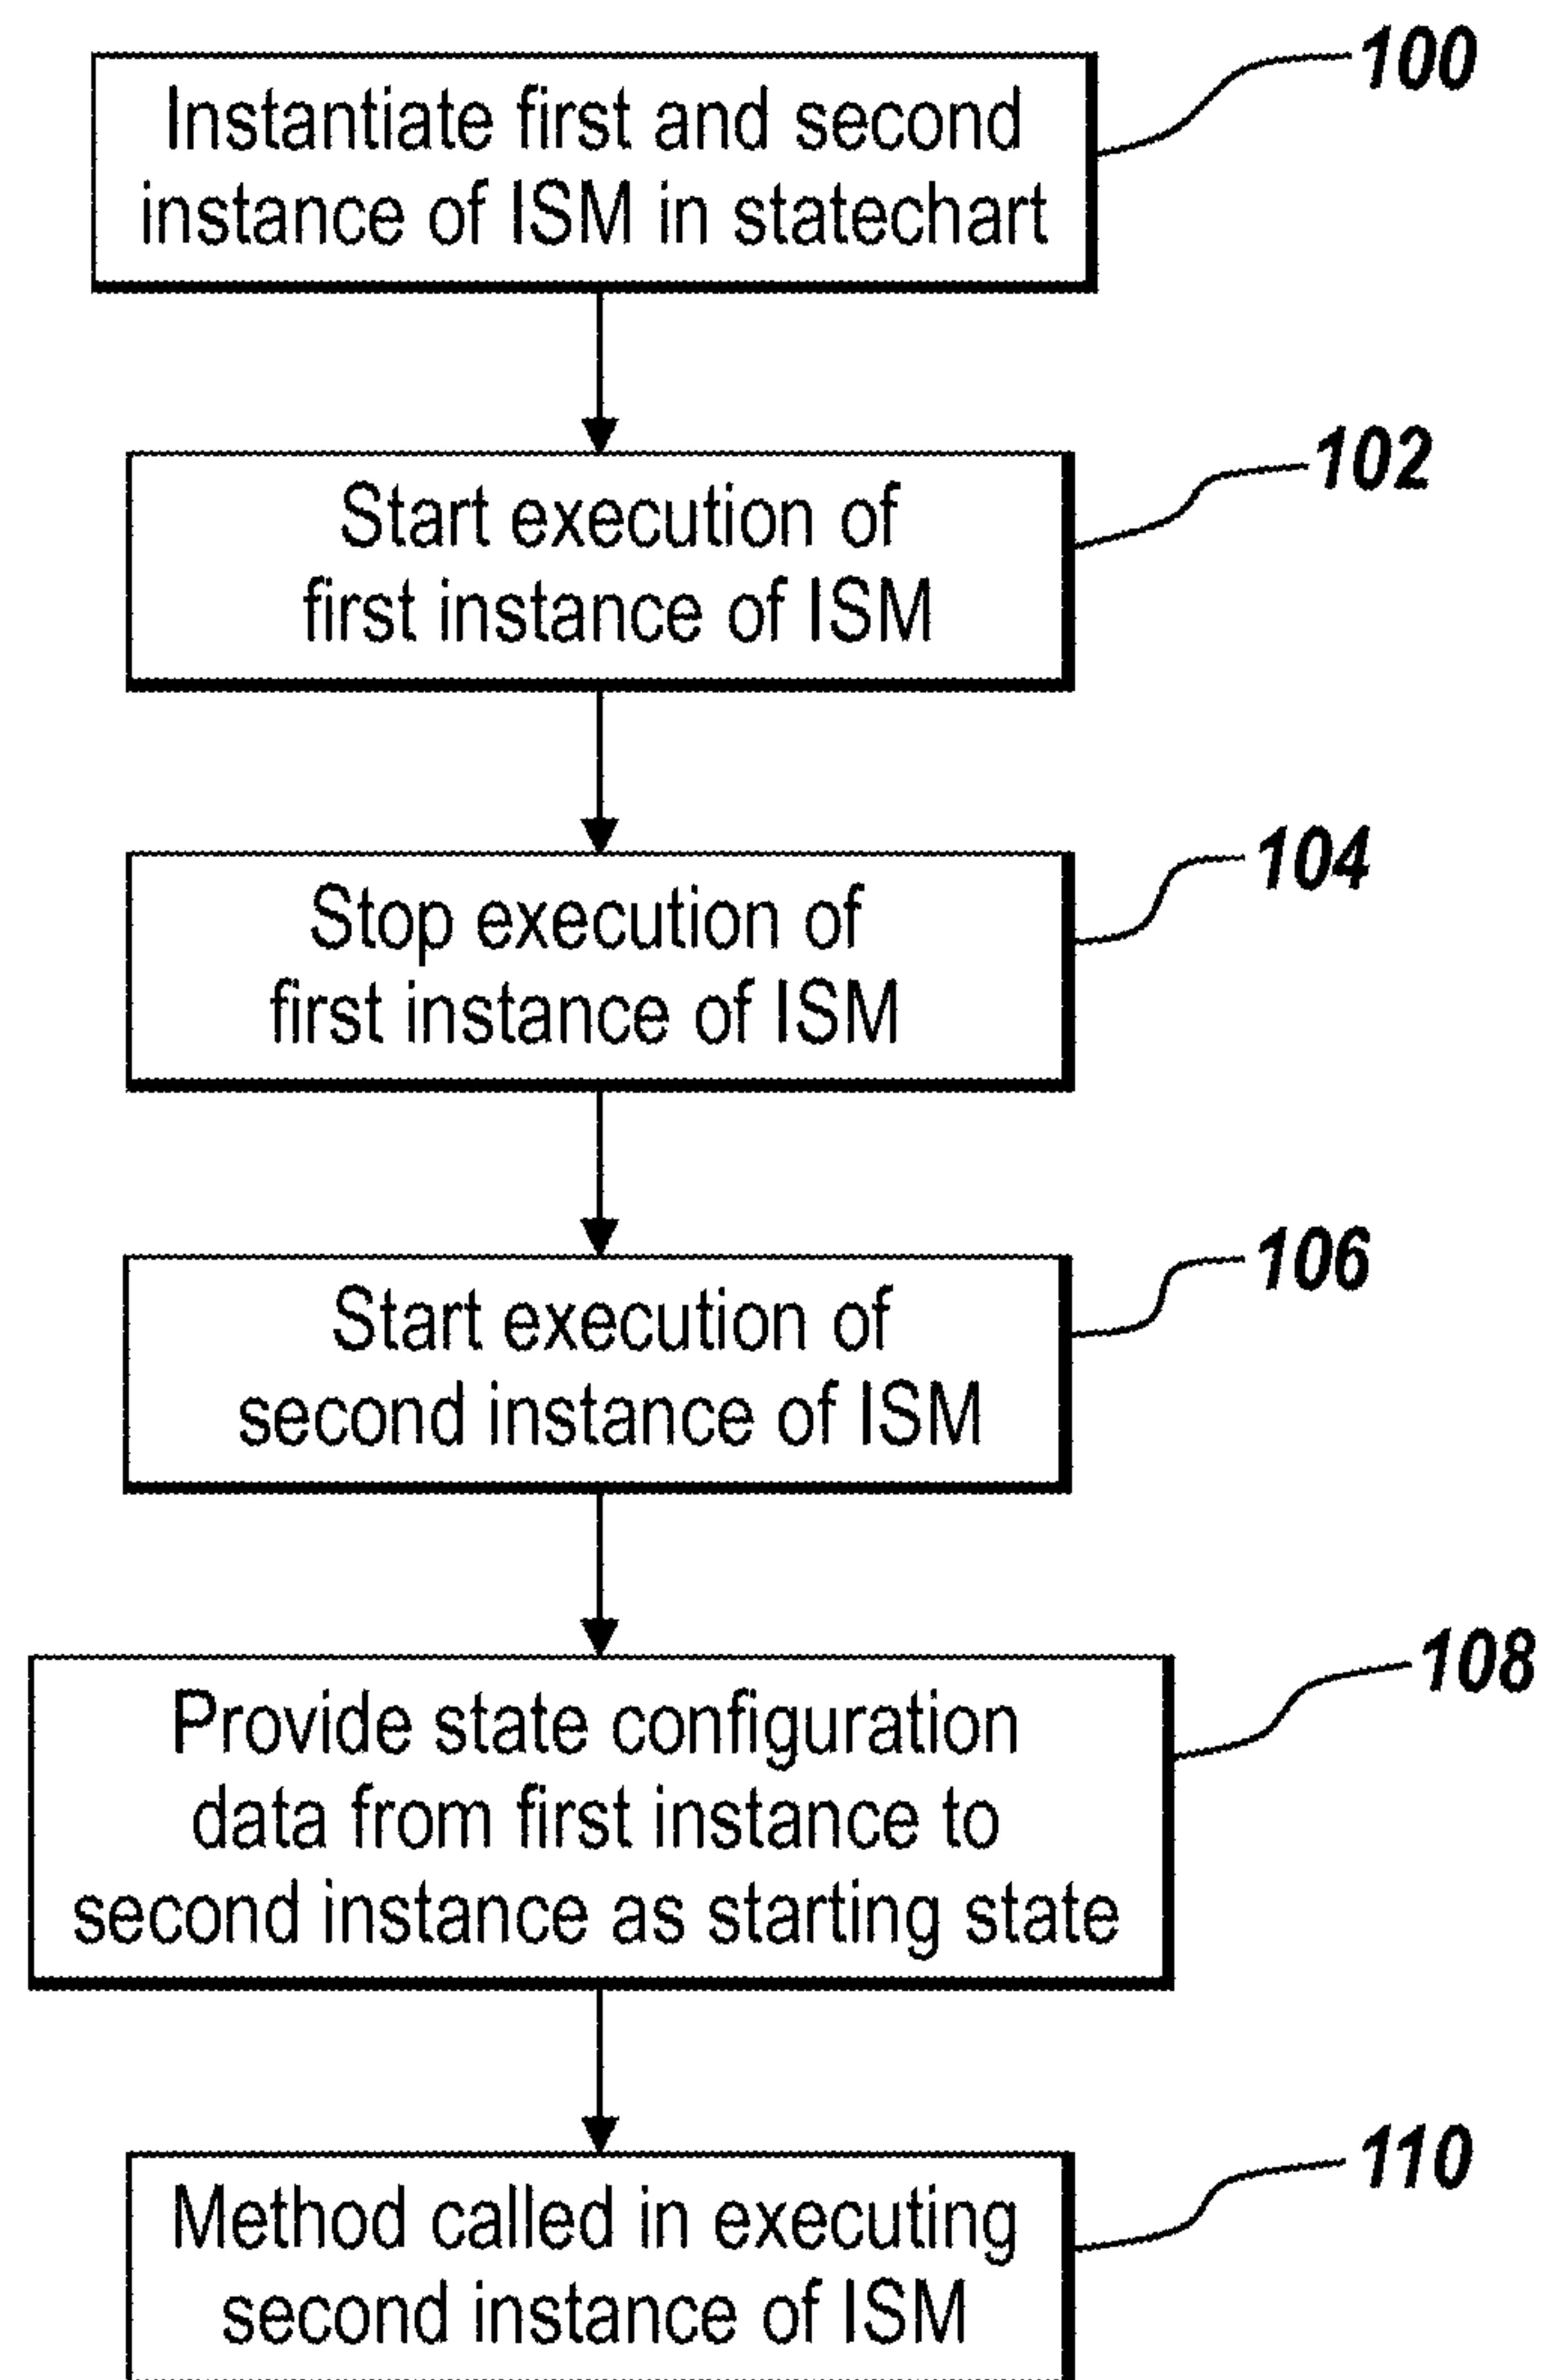 100
Instantiate first and second
instance of ISM in statechart
102
Start execution of
first instance of ISM
104
Stop execution of
first instance of ISM
106
Start execution of
second instance of ISM
108
Provide state configuration
data from first instance to
second instance as starting state
110
Method called in executing
second instance of ISM